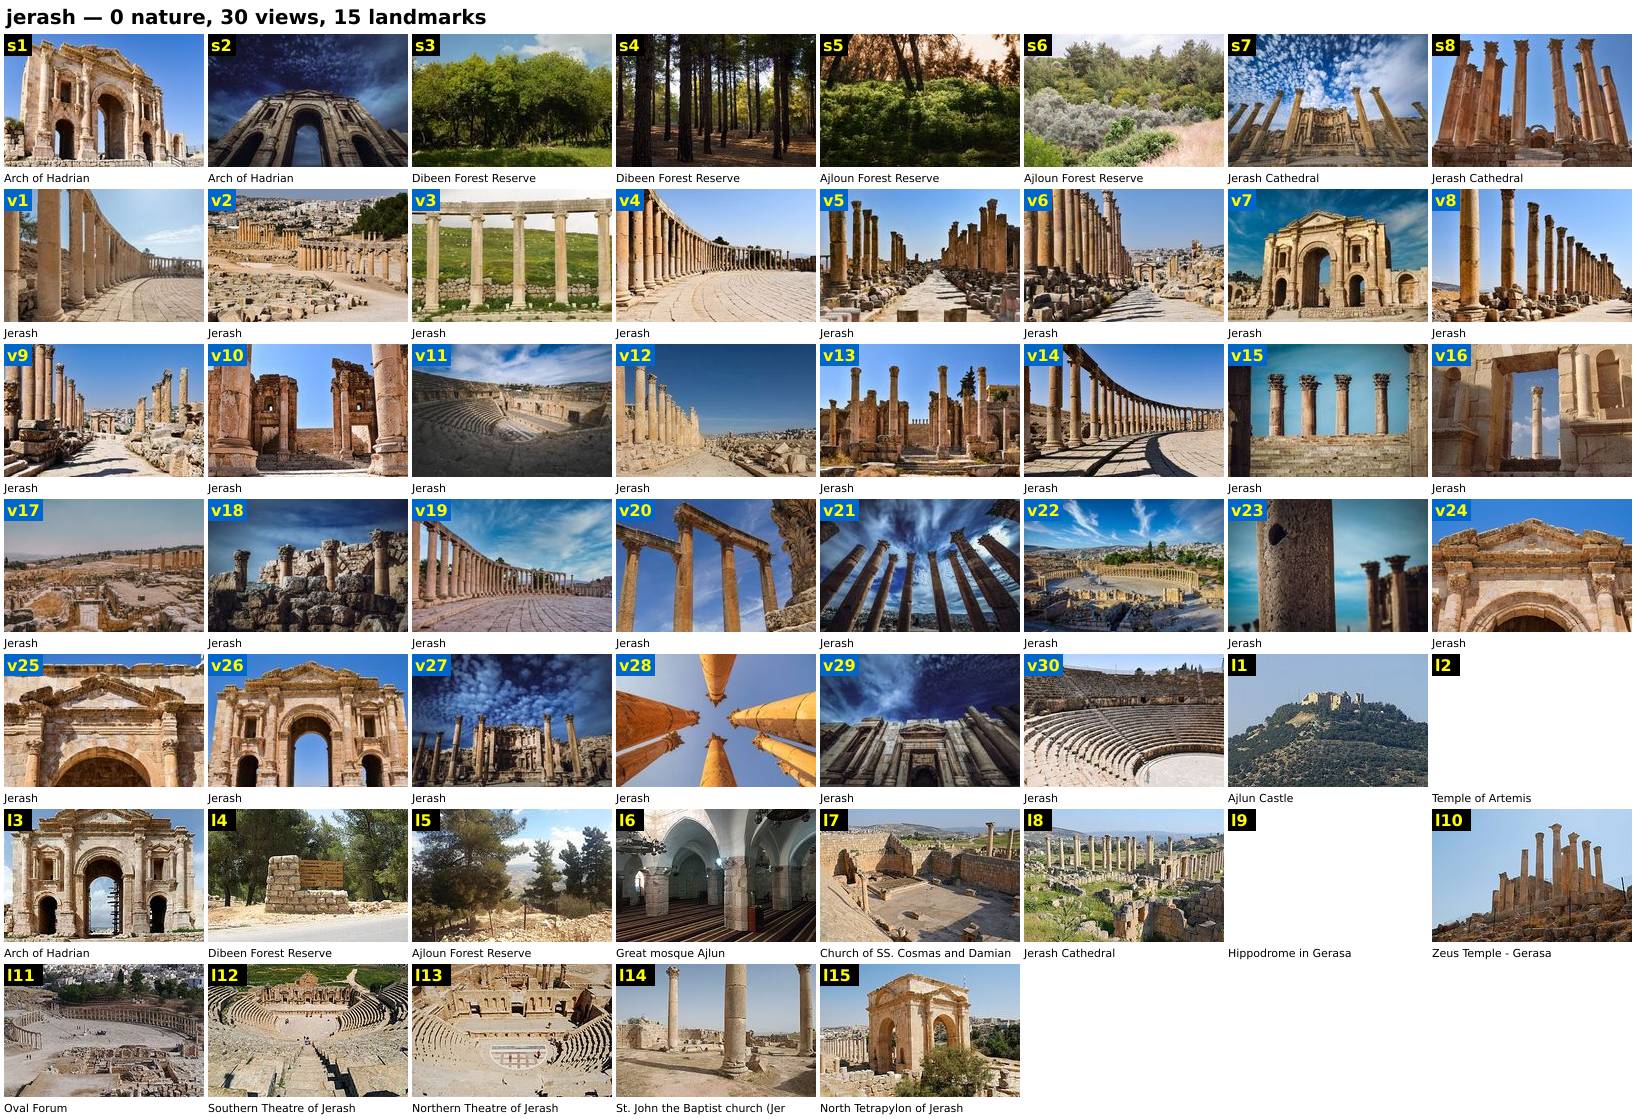 jerash — 0 nature, 30 views, 15 landmarks
s1 s2 s3 s4 s5 s6 s7 s8
Arch of Hadrian Arch of Hadrian Dibeen Forest Reserve Dibeen Forest Reserve Ajloun Forest Reserve Ajloun Forest Reserve Jerash Cathedral Jerash Cathedral
v1 v2 v3 v4 v5 v6 v7 v8
Jerash Jerash Jerash Jerash Jerash Jerash Jerash Jerash
v9 v10 v11 v12 v13 v14 v15 v16
Jerash Jerash Jerash Jerash Jerash Jerash Jerash Jerash
v17 v18 v19 v20 v21 v22 v23 v24
Jerash Jerash Jerash Jerash Jerash Jerash Jerash Jerash
v25 v26 v27 v28 v29 v30 l1 l2
Jerash Jerash Jerash Jerash Jerash Jerash Ajlun Castle Temple of Artemis
l3 l4 l5 l6 l7 l8 l9 l10
Arch of Hadrian Dibeen Forest Reserve Ajloun Forest Reserve Great mosque Ajlun Church of SS. Cosmas and Damian Jerash Cathedral Hippodrome in Gerasa Zeus Temple - Gerasa
l11 l12 l13 l14 l15
Oval Forum Southern Theatre of Jerash Northern Theatre of Jerash St. John the Baptist church (Jer North Tetrapylon of Jerash